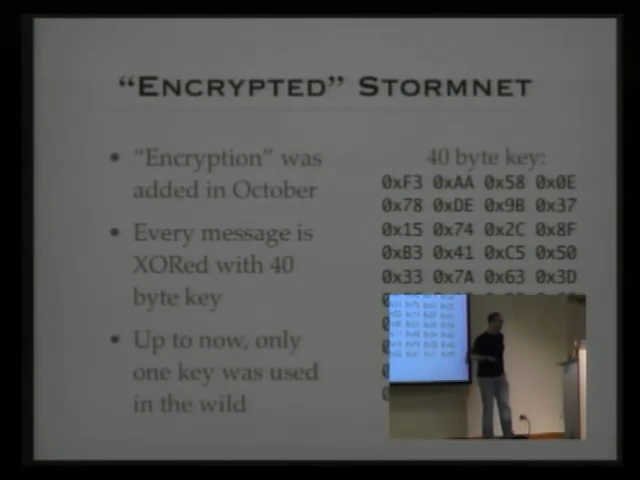 “ENCRYPTED” STORMNET
• “Encryption” was
added in October
• Every message is
XORed with 40
byte key
• Up to now, only
one key was used
in the wild
40 byte key:
0xF3 0xAA 0x58 0x0E
0x78 0xDE 0x9B 0x37
0x15 0x74 0x2C 0x8F
0xB3 0x41 0xC5 0x50
0x33 0x7A 0x63 0x3D